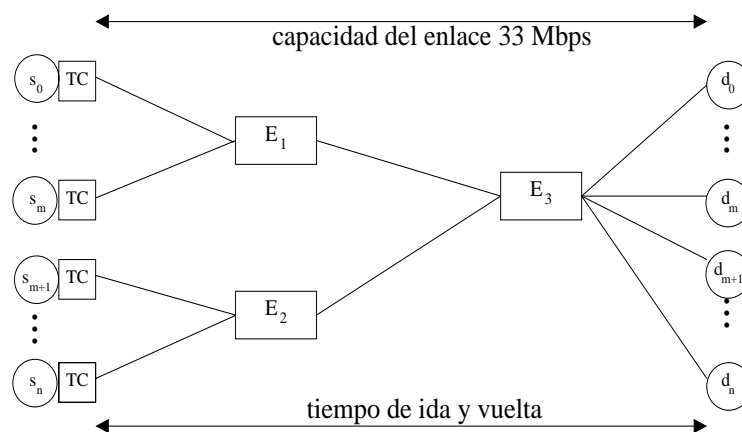 capacidad del enlace 33 Mbps
s0 TC
d0
E1
sm TC
E3
dm
sm+1 TC
dm+1
E2
sn TC
dn
tiempo de ida y vuelta